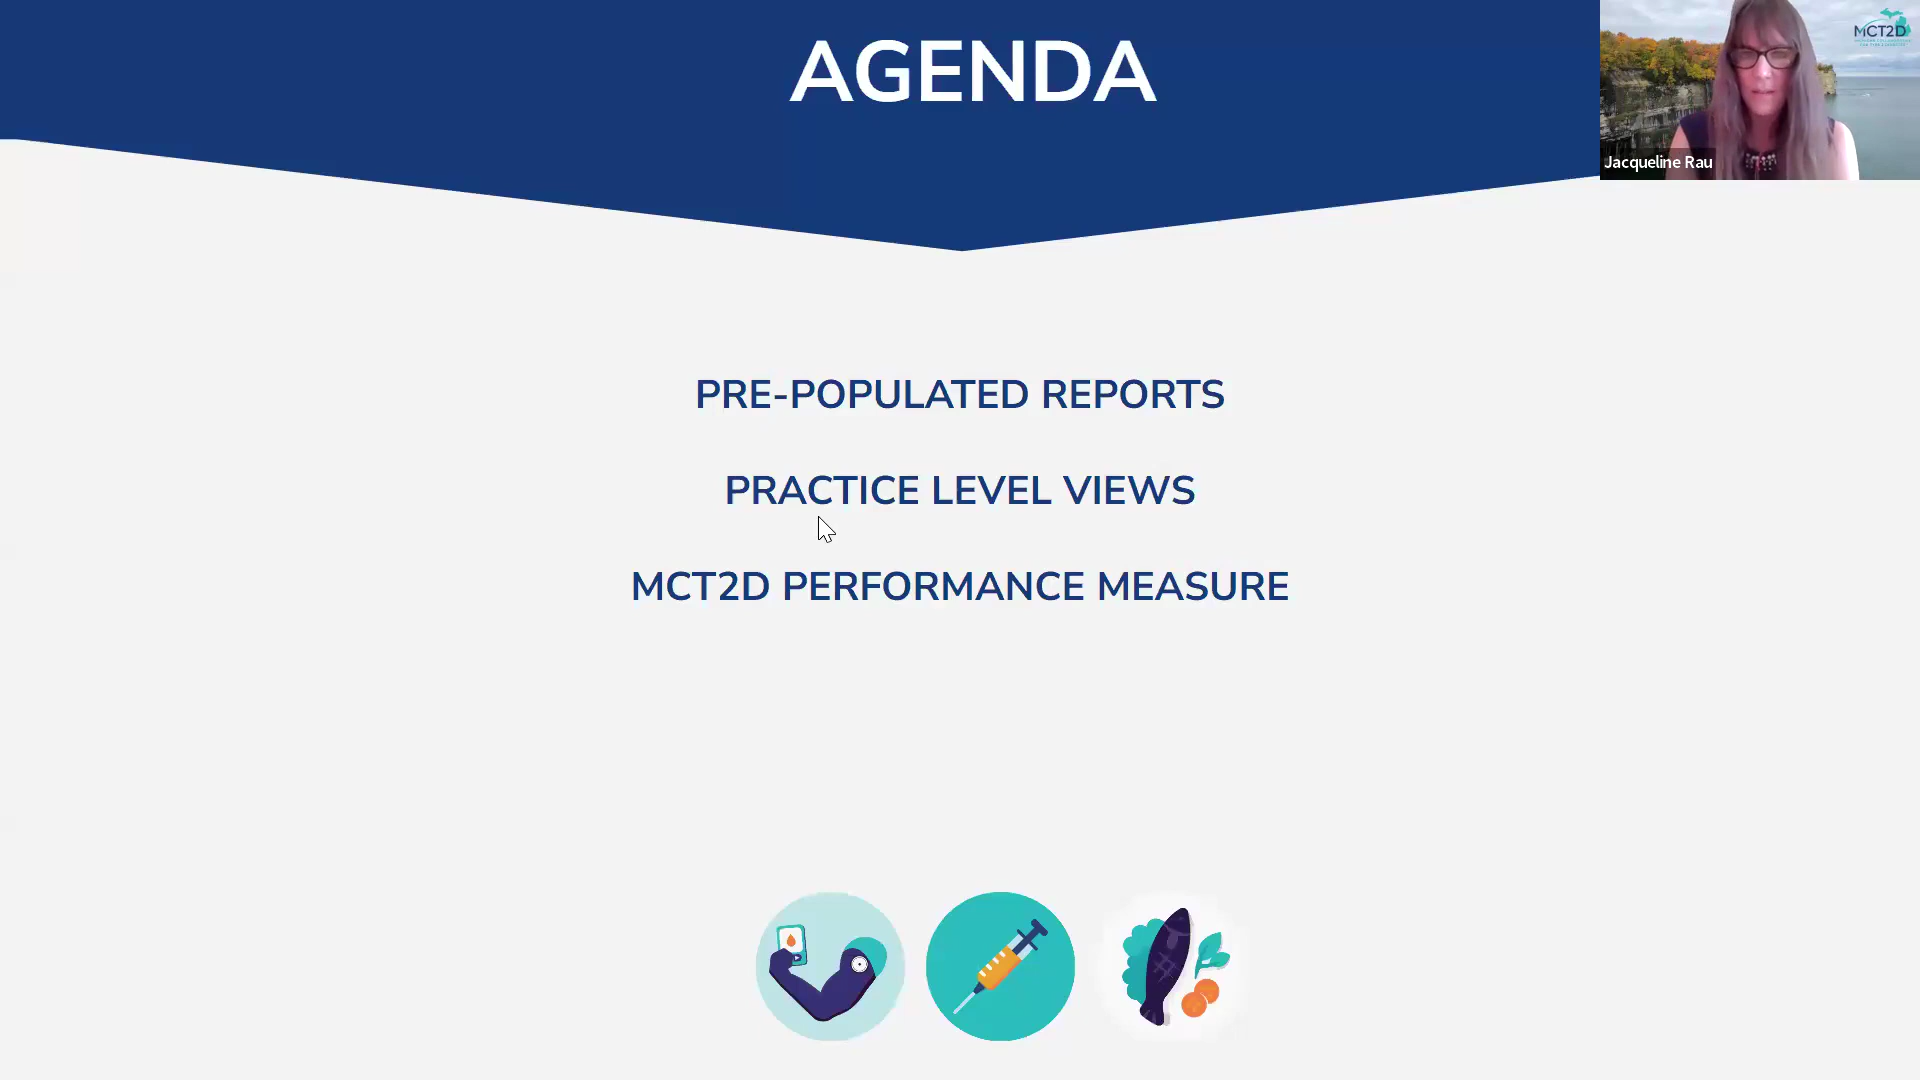 AGENDA
MCT2D
Jacqueline Rau
PRE-POPULATED REPORTS
PRACTICE LEVEL VIEWS
MCT2D PERFORMANCE MEASURE